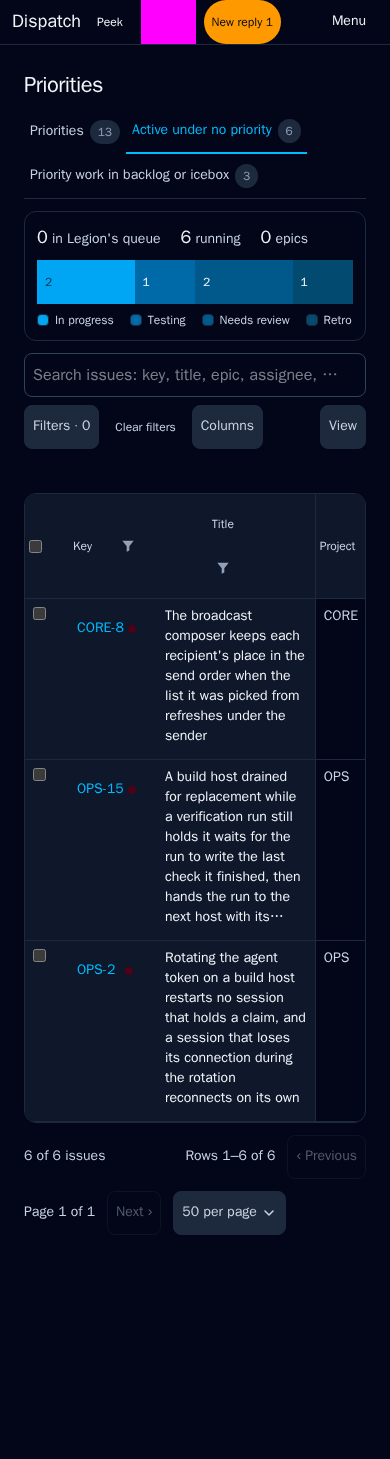 Dispatch Peek New reply 1 Menu
Priorities
Priorities 13 Active under no priority 6
Priority work in backlog or icebox 3
0 in Legion's queue 6 running 0 epics
2 1 2 1
In progress Testing Needs review Retro
Search issues: key, title, epic, assignee, ⋯
Filters · 0 Clear filters Columns View
Title
Key Project
CORE-8 The broadcast CORE
composer keeps each
recipient's place in the
send order when the
list it was picked from
refreshes under the
sender
OPS-15 A build host drained OPS
for replacement while
a verification run still
holds it waits for the
run to write the last
check it finished, then
hands the run to the
next host with its⋯
OPS-2 Rotating the agent OPS
token on a build host
restarts no session
that holds a claim, and
a session that loses
its connection during
the rotation
reconnects on its own
6 of 6 issues Rows 1–6 of 6 ‹ Previous
Page 1 of 1 Next › 50 per page